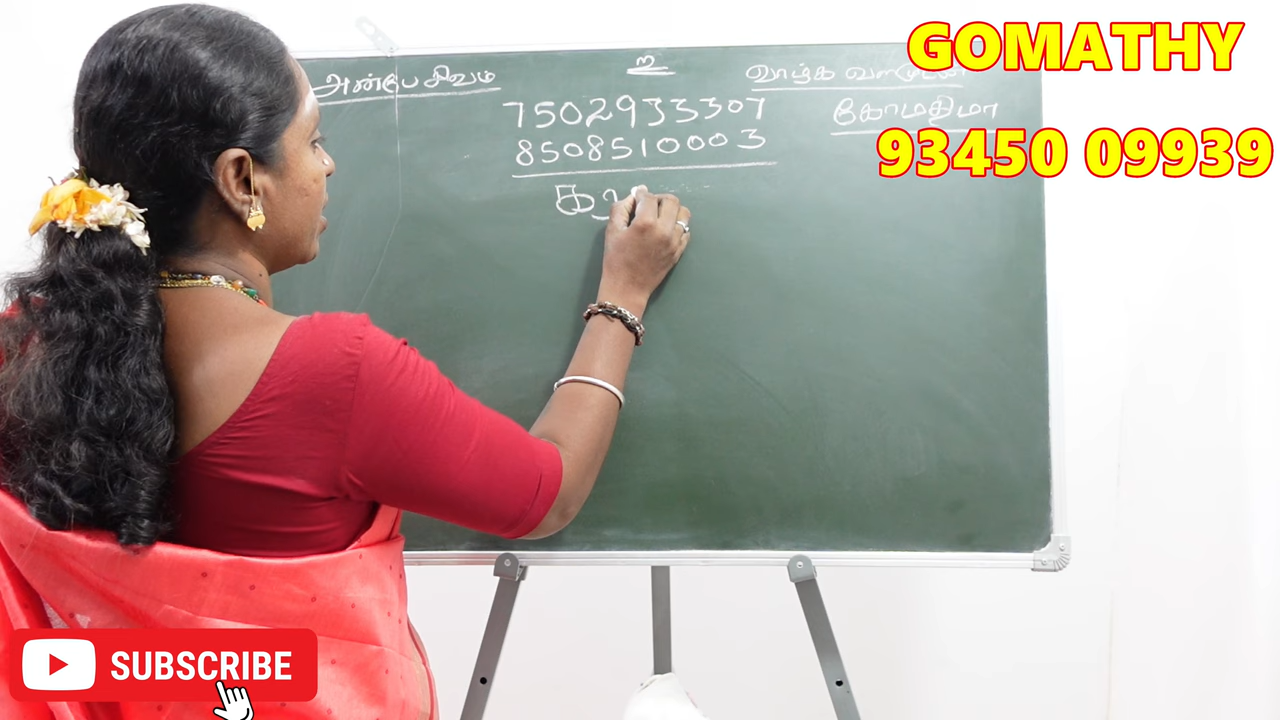 GOMATHY
93450 09939
உ
அன்பே சிவம்
வாழ்க வளமுடன்
7502933307
கோமதிமா
8508510003
SUBSCRIBE